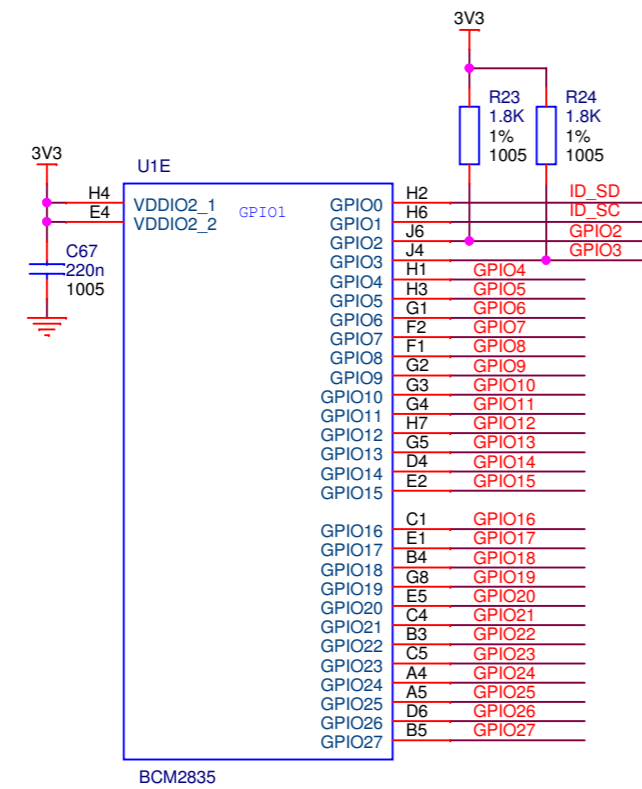 3V3
R23
1.8K
1%
1005
R24
1.8K
1%
1005
3V3
U1E
H4
E4
VDDIO2_1
VDDIO2_2
GPIO1
C67
220n
1005
GPIO0 H2 ID_SD
GPIO1 H6 ID_SC
GPIO2 J6 GPIO2
GPIO3 J4 GPIO3
GPIO4 H1 GPIO4
GPIO5 H3 GPIO5
GPIO6 G1 GPIO6
GPIO7 F2 GPIO7
GPIO8 F1 GPIO8
GPIO9 G2 GPIO9
GPIO10 G3 GPIO10
GPIO11 G4 GPIO11
GPIO12 H7 GPIO12
GPIO13 G5 GPIO13
GPIO14 D4 GPIO14
GPIO15 E2 GPIO15
GPIO16 C1 GPIO16
GPIO17 E1 GPIO17
GPIO18 B4 GPIO18
GPIO19 G8 GPIO19
GPIO20 E5 GPIO20
GPIO21 C4 GPIO21
GPIO22 B3 GPIO22
GPIO23 C5 GPIO23
GPIO24 A4 GPIO24
GPIO25 A5 GPIO25
GPIO26 D6 GPIO26
GPIO27 B5 GPIO27
BCM2835